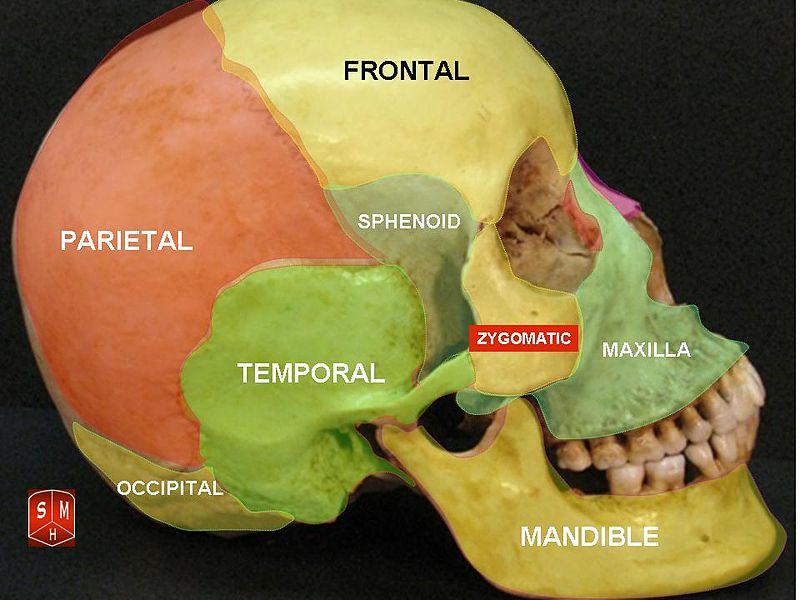 FRONTAL
SPHENOID
PARIETAL
ZYGOMATIC
MAXILLA
TEMPORAL
OCCIPITAL
S M
H
MANDIBLE